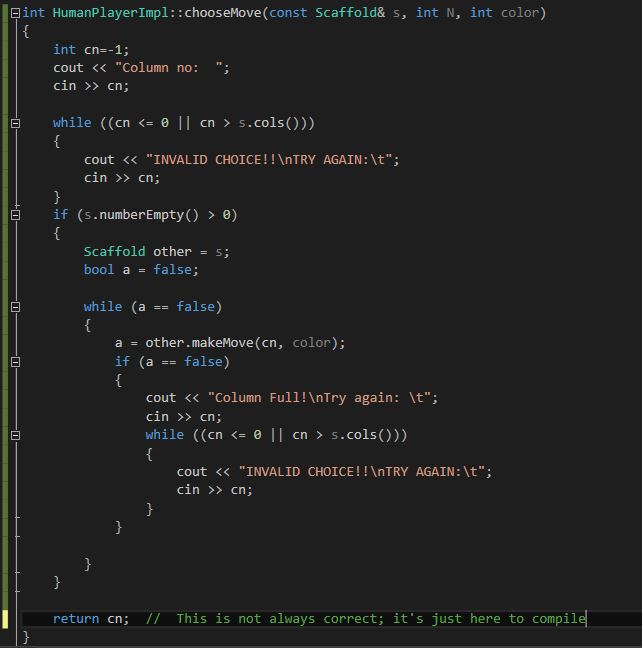 int HumanPlayerImpl::chooseMove(const Scaffold& s, int N, int color)
{
    int cn=-1;
    cout << "Column no:  ";
    cin >> cn;

    while ((cn <= 0 || cn > s.cols()))
    {
        cout << "INVALID CHOICE!!\nTRY AGAIN:\t";
        cin >> cn;
    }
    if (s.numberEmpty() > 0)
    {
        Scaffold other = s;
        bool a = false;

        while (a == false)
        {
            a = other.makeMove(cn, color);
            if (a == false)
            {
                cout << "Column Full!\nTry again: \t";
                cin >> cn;
                while ((cn <= 0 || cn > s.cols()))
                {
                    cout << "INVALID CHOICE!!\nTRY AGAIN:\t";
                    cin >> cn;
                }
            }

        }
    }

    return cn;  //  This is not always correct; it's just here to compile
}